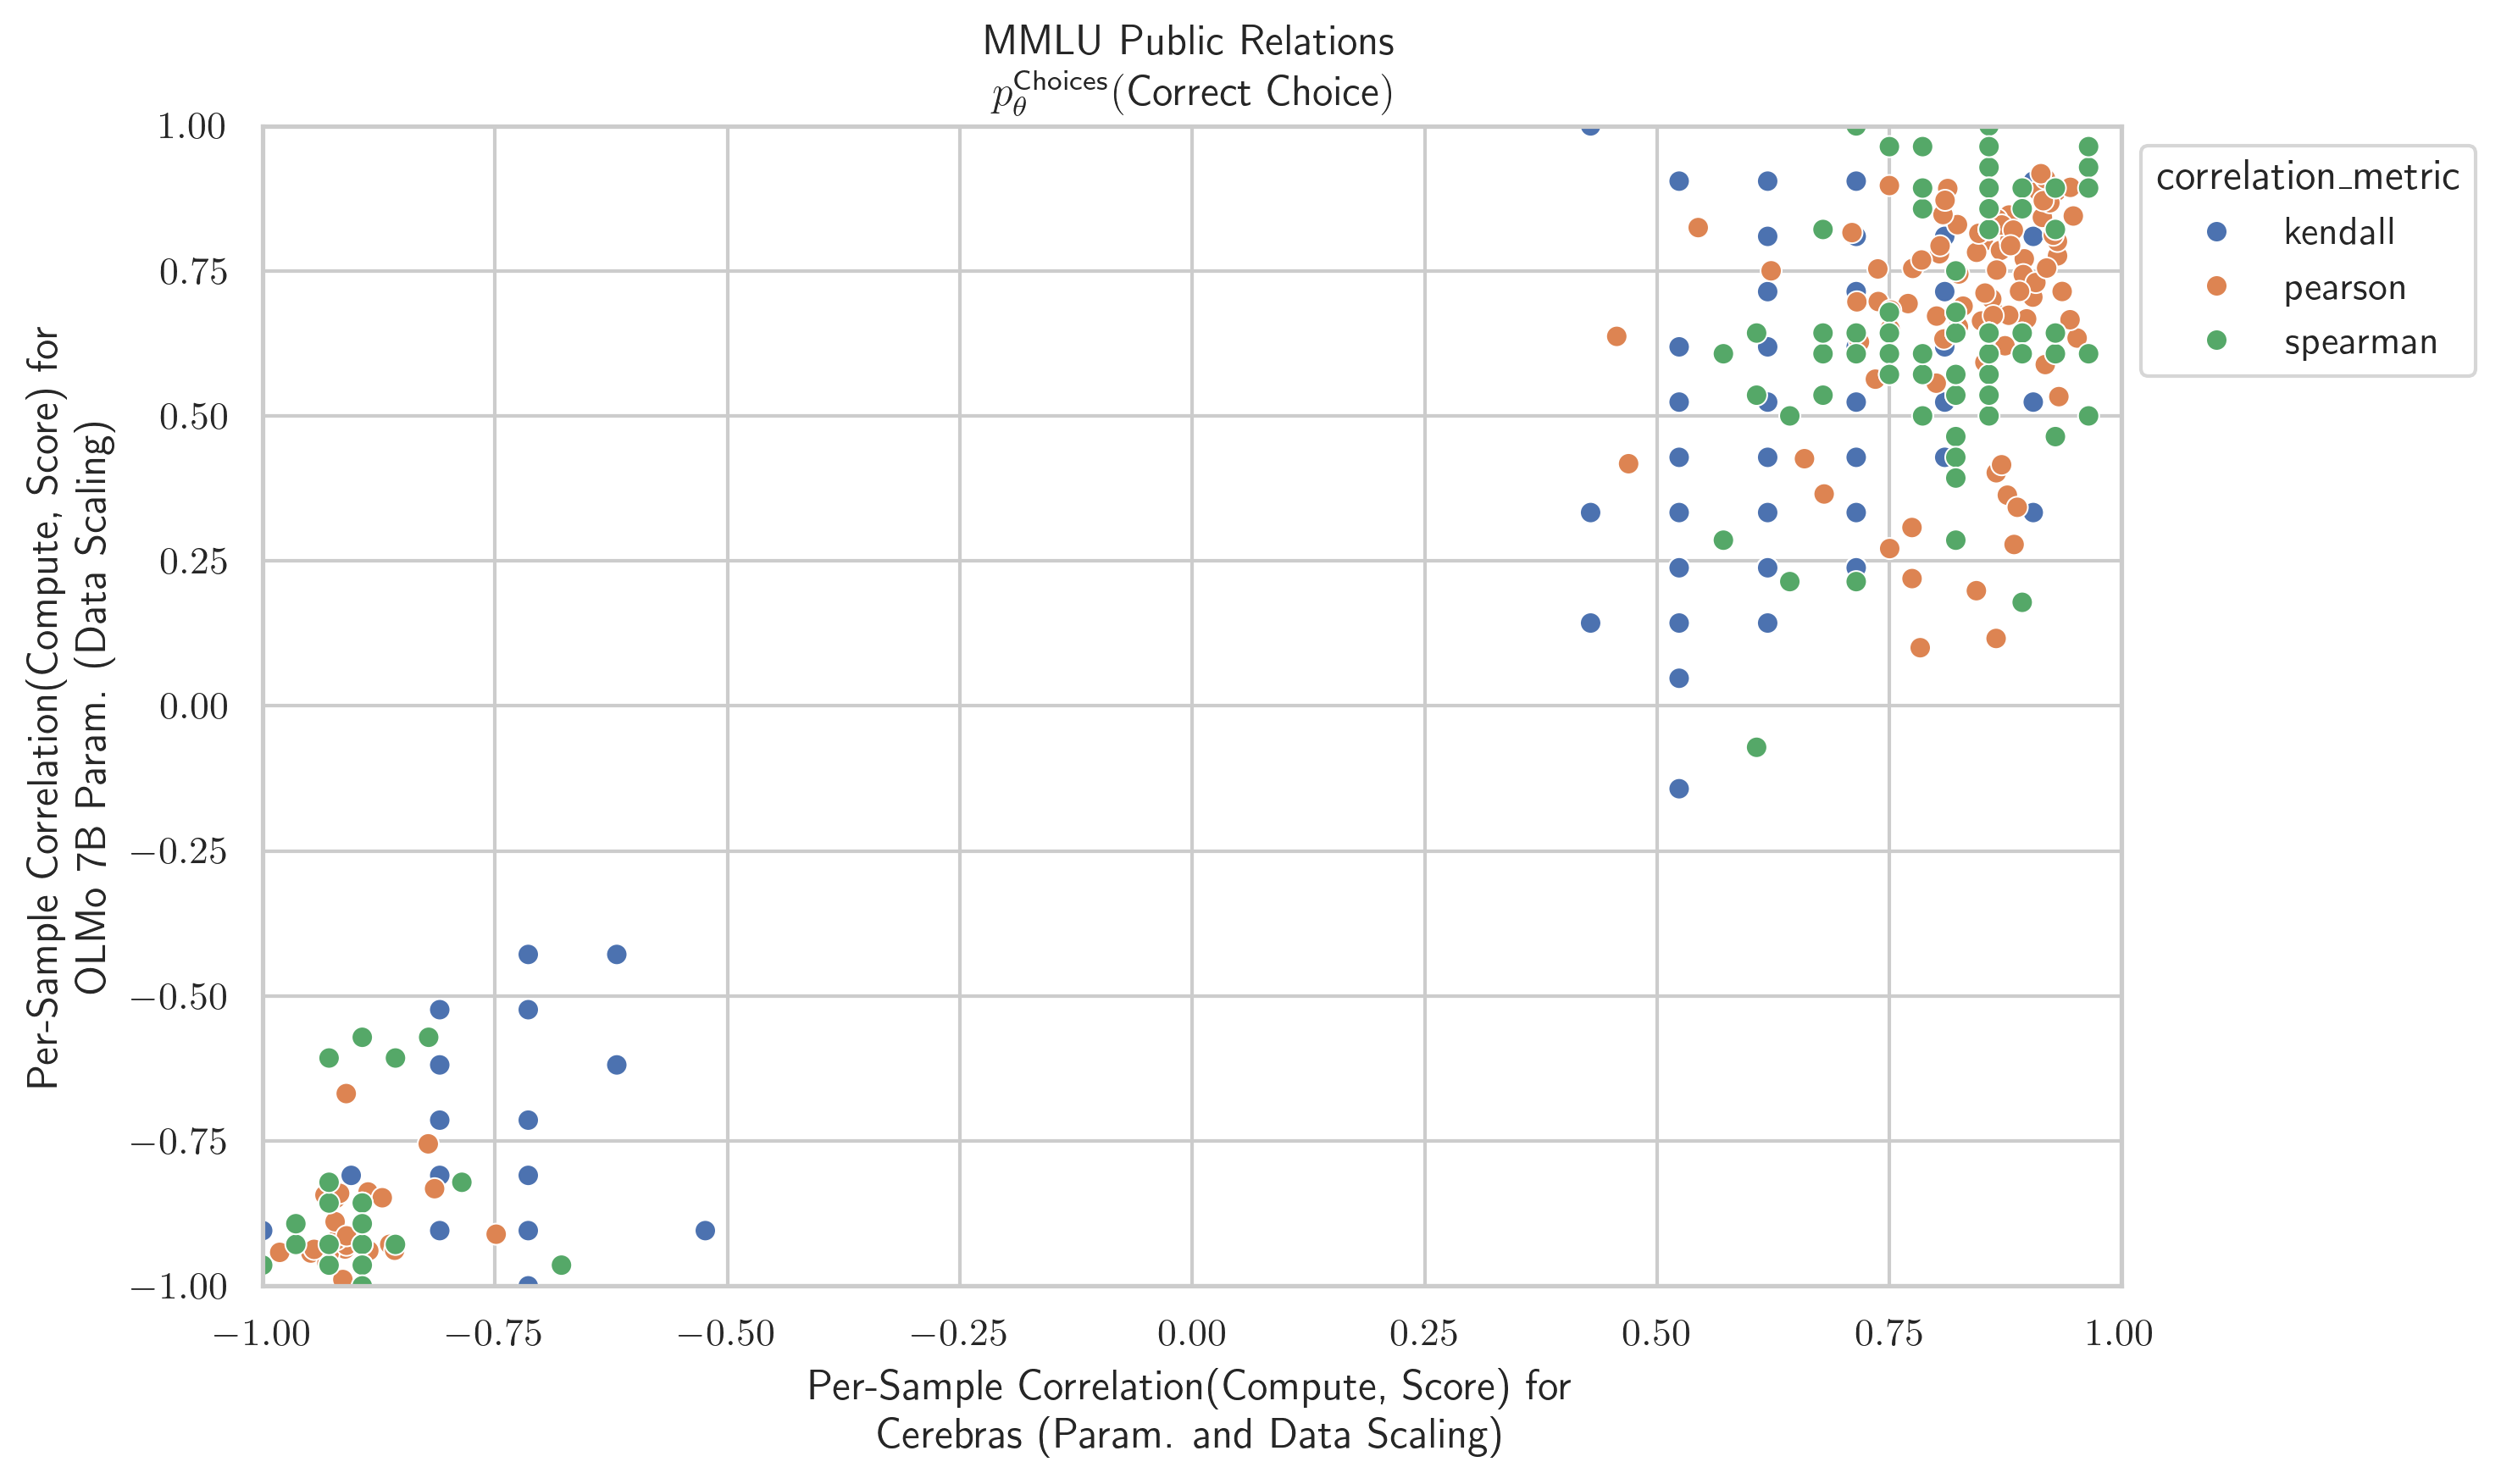 MMLU Public Relations
p_θ^Choices(Correct Choice)
1.00
0.75
0.50
0.25
0.00
−0.25
−0.50
−0.75
−1.00
Per-Sample Correlation(Compute, Score) for
OLMo 7B Param. (Data Scaling)
−1.00 −0.75 −0.50 −0.25 0.00 0.25 0.50 0.75 1.00
Per-Sample Correlation(Compute, Score) for
Cerebras (Param. and Data Scaling)
correlation_metric
kendall
pearson
spearman